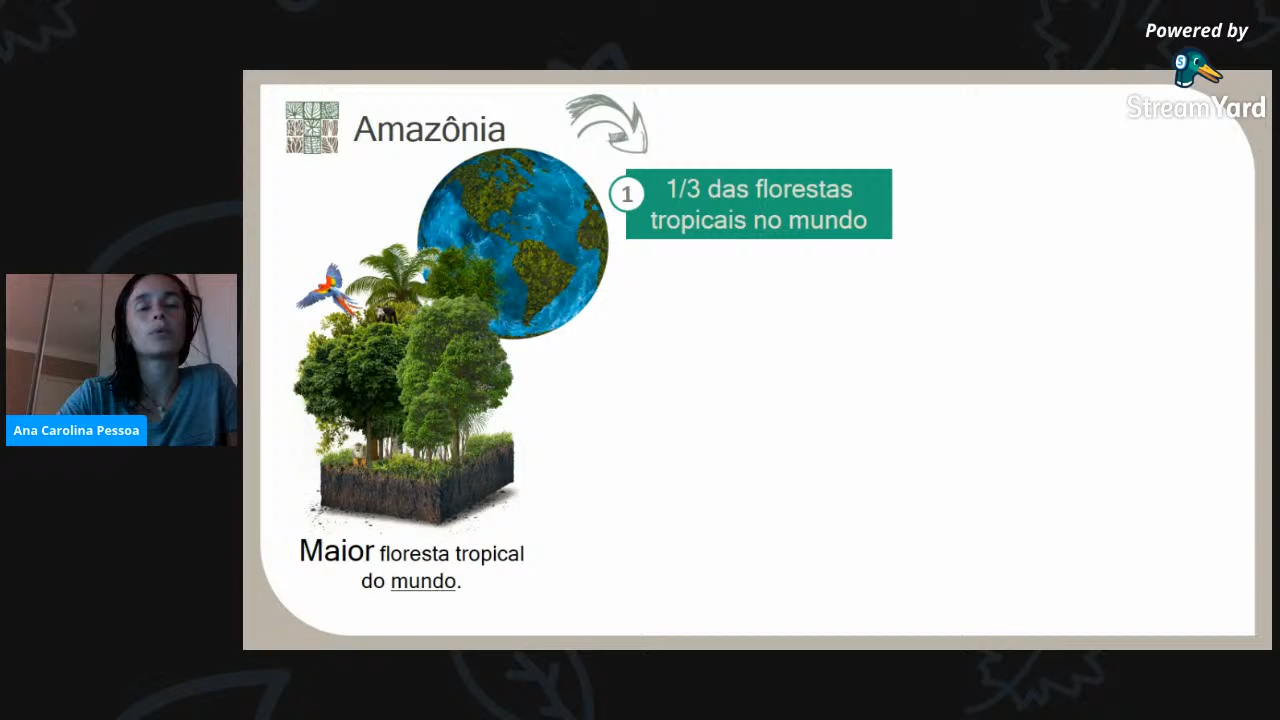 Powered by
StreamYard
Amazônia
1
1/3 das florestas
tropicais no mundo
Ana Carolina Pessoa
Maior floresta tropical
do mundo.